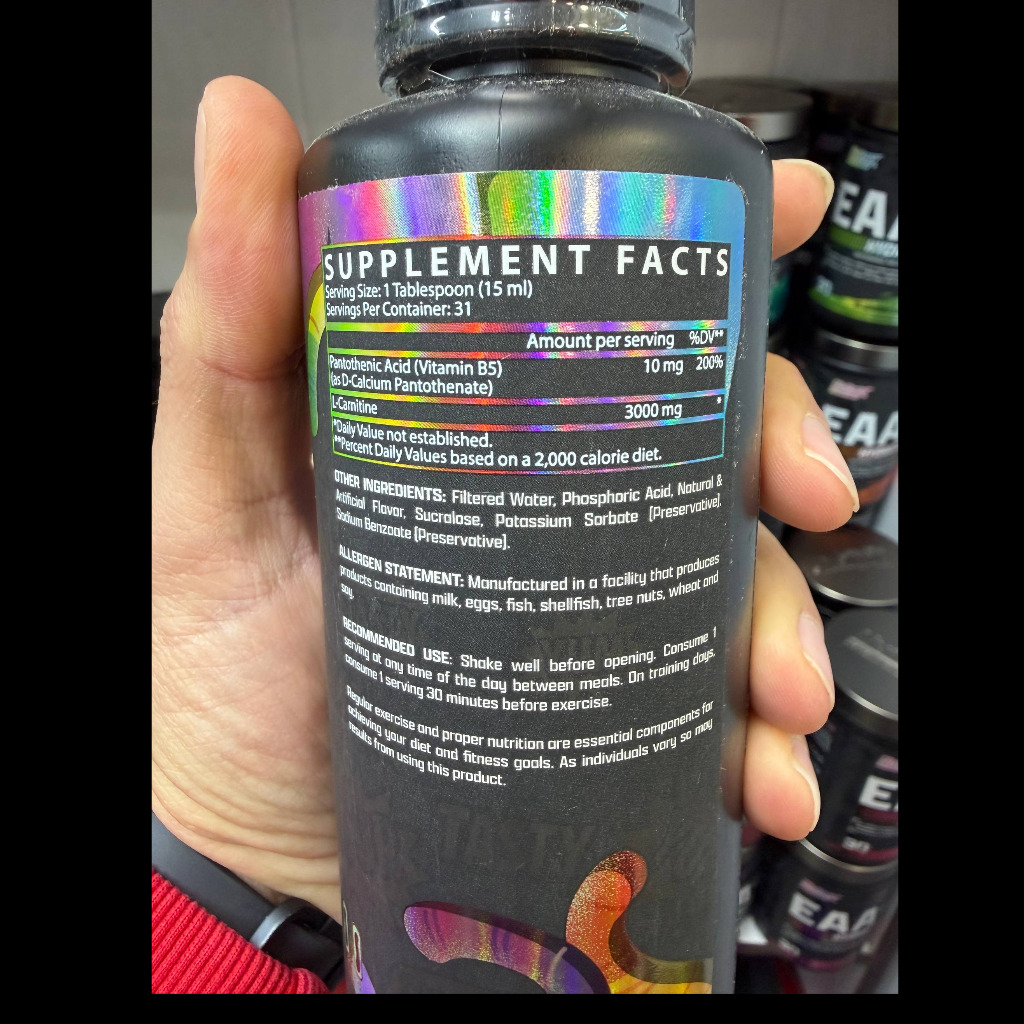 SUPPLEMENT FACTS
Serving Size: 1 Tablespoon (15 ml)
Servings Per Container: 31
Amount per serving %DV**
Pantothenic Acid (Vitamin B5) 10 mg 200%
(as D-Calcium Pantothenate)
L-Carnitine 3000 mg *
*Daily Value not established.
**Percent Daily Values based on a 2,000 calorie diet.
OTHER INGREDIENTS: Filtered Water, Phosphoric Acid, Natural &
Artificial Flavor, Sucralose, Potassium Sorbate (Preservative),
Sodium Benzoate (Preservative).
ALLERGEN STATEMENT: Manufactured in a facility that produces
products containing milk, eggs, fish, shellfish, tree nuts, wheat and
soy.
RECOMMENDED USE: Shake well before opening. Consume 1
serving at any time of the day between meals. On training days,
consume 1 serving 30 minutes before exercise.
Regular exercise and proper nutrition are essential components for
achieving your diet and fitness goals. As individuals vary so may
results from using this product.
EAA
EAA
30
EAA